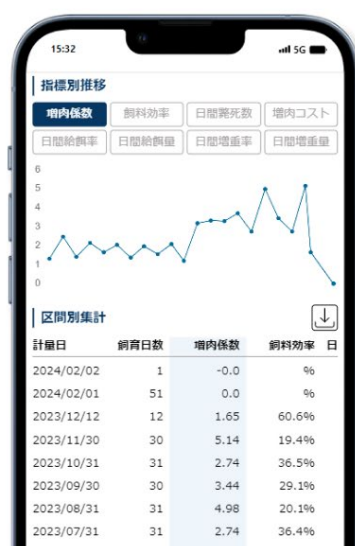 15:32 5G
指標別推移
増肉係数 飼料効率 日間斃死数 増肉コスト
日間給餌率 日間給餌量 日間増重率 日間増重量
6
5
4
3
2
1
0
区間別集計
計量日 飼育日数 増肉係数 飼料効率 日
2024/02/02 1 -0.0 %
2024/02/01 51 0.0 %
2023/12/12 12 1.65 60.6%
2023/11/30 30 5.14 19.4%
2023/10/31 31 2.74 36.5%
2023/09/30 30 3.44 29.1%
2023/08/31 31 4.98 20.1%
2023/07/31 31 2.74 36.4%